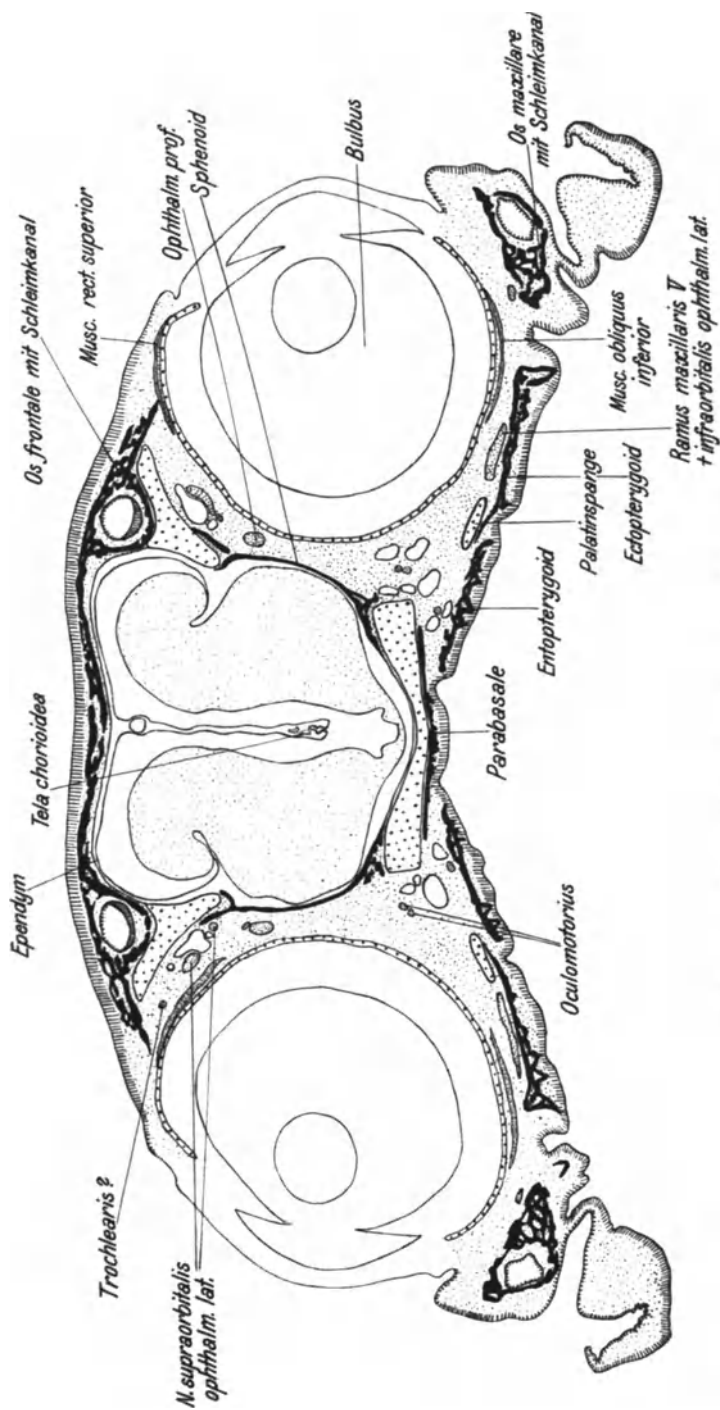 Os frontale mit Schleimkanal
Musc. rect. superior
Ophthalm. prof.
Sphenoid
Tela chorioidea
Ependym
Trochlearis?
N. supraorbitalis
ophthalm. lat.
Bulbus
Os maxillare
mit Schleimkanal
Musc. obliquus
inferior
Ramus maxillaris V
+ infraorbitalis ophthalm. lat.
Ectopterygoid
Palatinspange
Entopterygoid
Parabasale
Oculomotorius